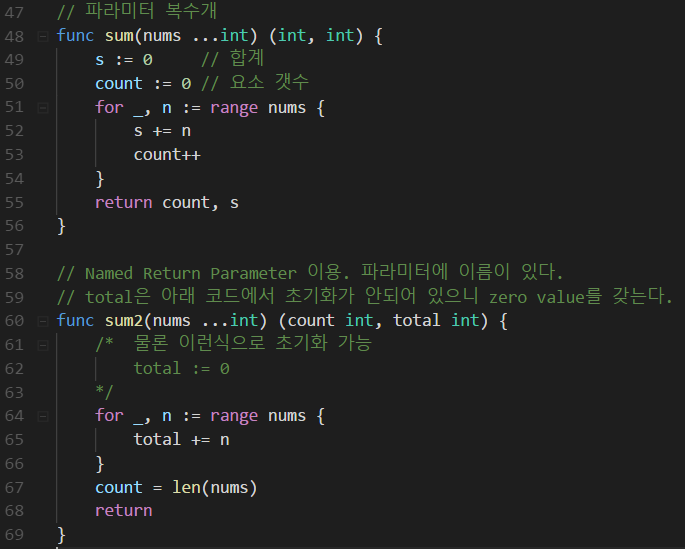 47 // 파라미터 복수개
48 func sum(nums ...int) (int, int) {
49     s := 0     // 합계
50     count := 0 // 요소 갯수
51     for _, n := range nums {
52         s += n
53         count++
54     }
55     return count, s
56 }
57
58 // Named Return Parameter 이용. 파라미터에 이름이 있다.
59 // total은 아래 코드에서 초기화가 안되어 있으니 zero value를 갖는다.
60 func sum2(nums ...int) (count int, total int) {
61     /*  물론 이런식으로 초기화 가능
62         total := 0
63     */
64     for _, n := range nums {
65         total += n
66     }
67     count = len(nums)
68     return
69 }